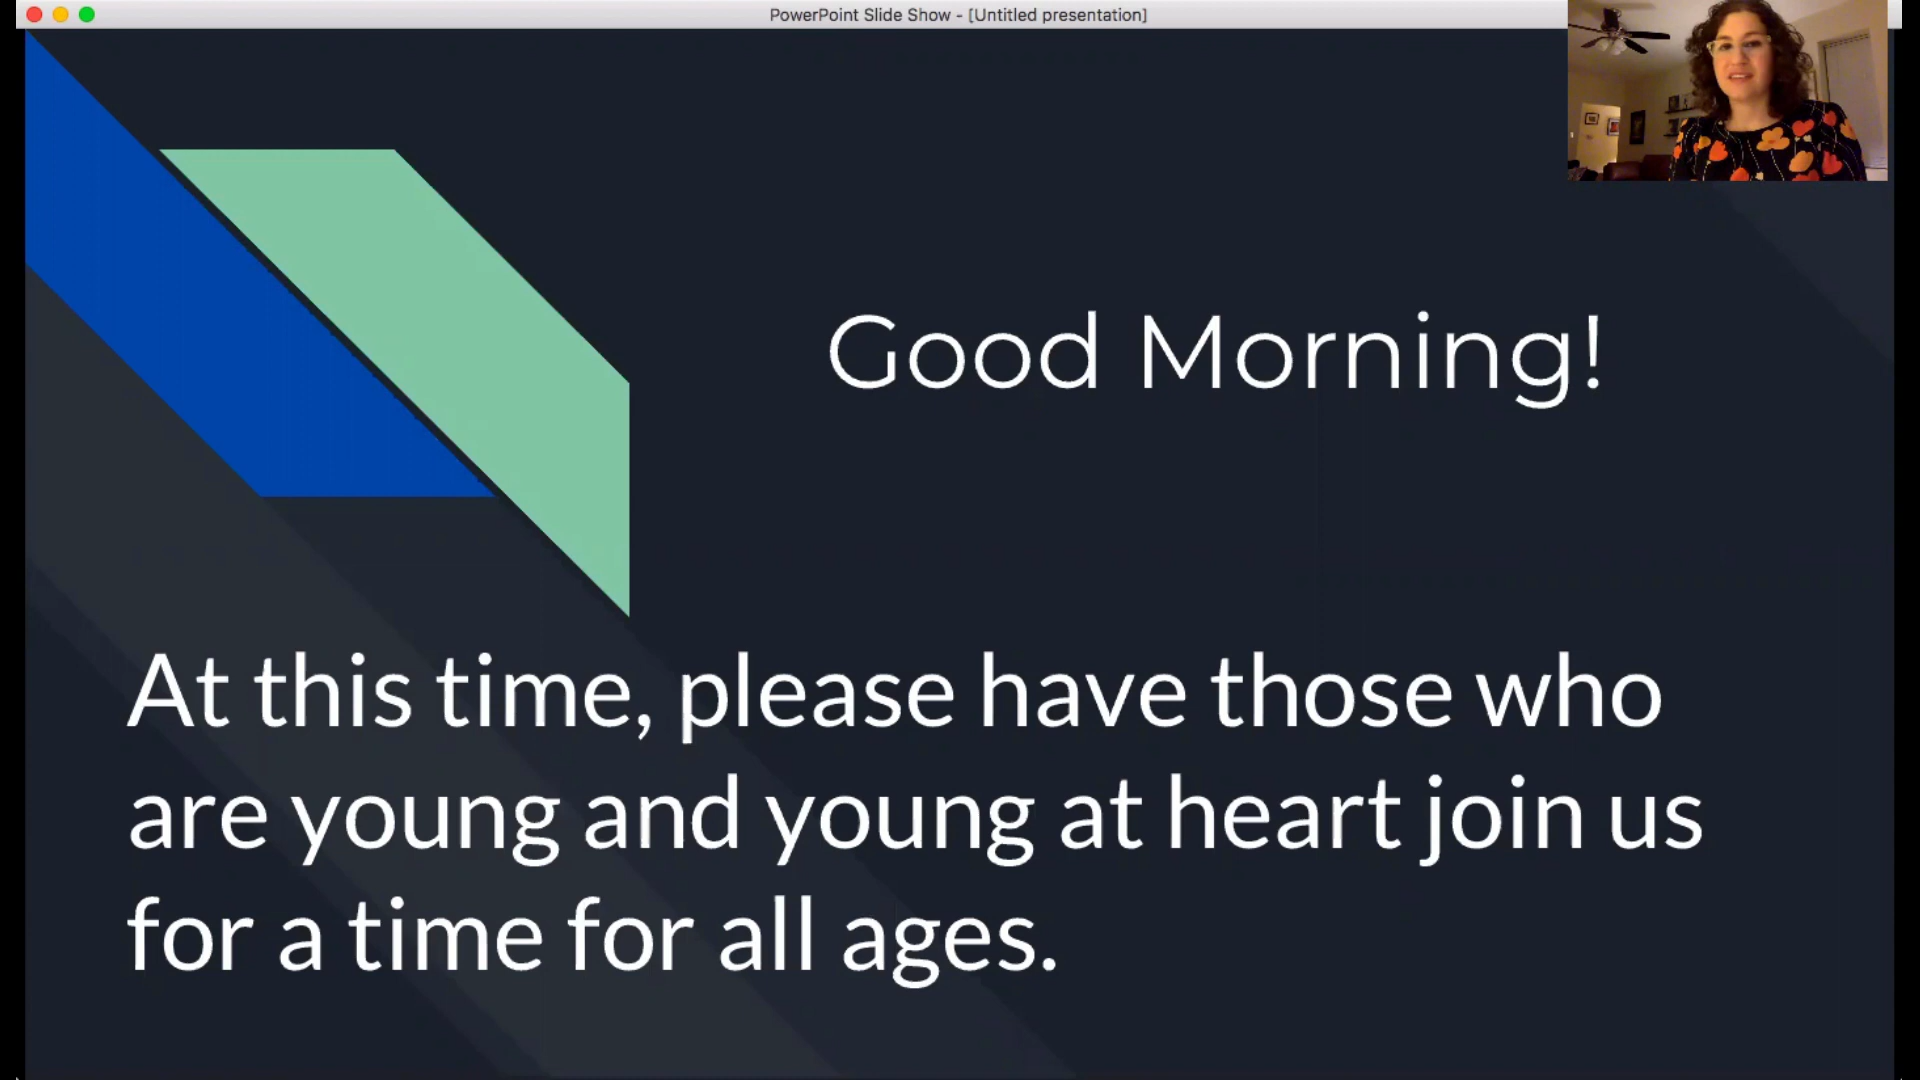 PowerPoint Slide Show - [Untitled presentation]
Good Morning!
At this time, please have those who
are young and young at heart join us
for a time for all ages.